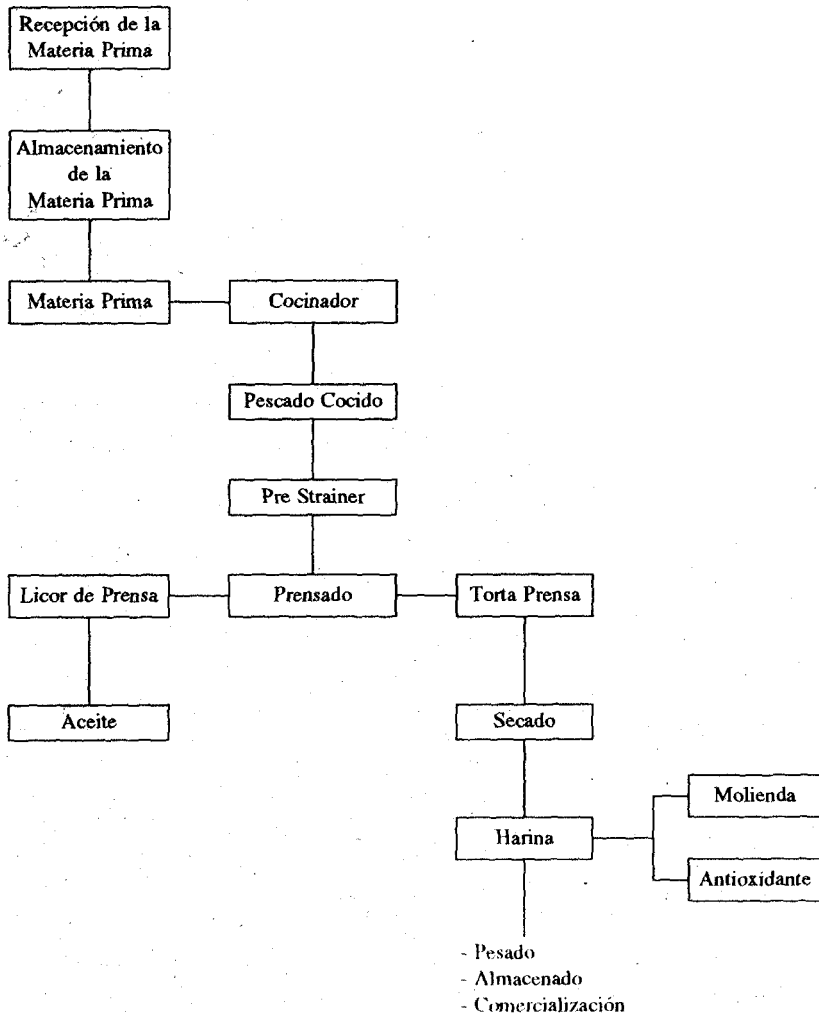 Recepción de la
Materia Prima
Almacenamiento
de la
Materia Prima
Materia Prima
Cocinador
Pescado Cocido
Pre Strainer
Licor de Prensa
Prensado
Torta Prensa
Aceite
Secado
Molienda
Harina
Antioxidante
- Pesado
- Almacenado
- Comercialización